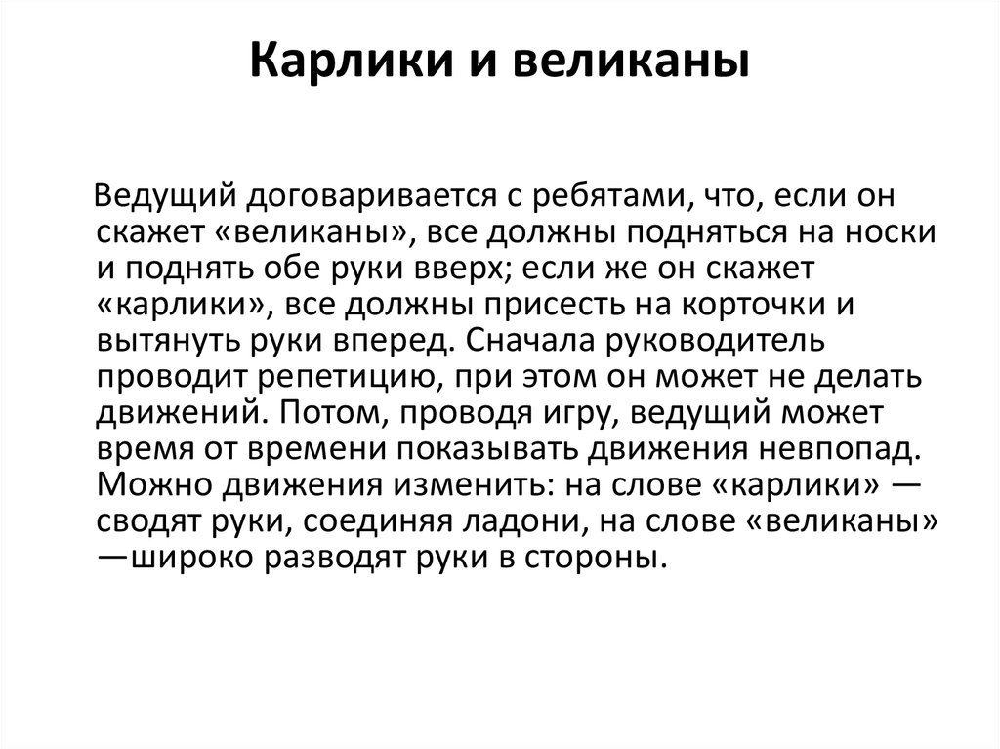 Карлики и великаны
Ведущий договаривается с ребятами, что, если он
скажет «великаны», все должны подняться на носки
и поднять обе руки вверх; если же он скажет
«карлики», все должны присесть на корточки и
вытянуть руки вперед. Сначала руководитель
проводит репетицию, при этом он может не делать
движений. Потом, проводя игру, ведущий может
время от времени показывать движения невпопад.
Можно движения изменить: на слове «карлики» —
сводят руки, соединяя ладони, на слове «великаны»
—широко разводят руки в стороны.